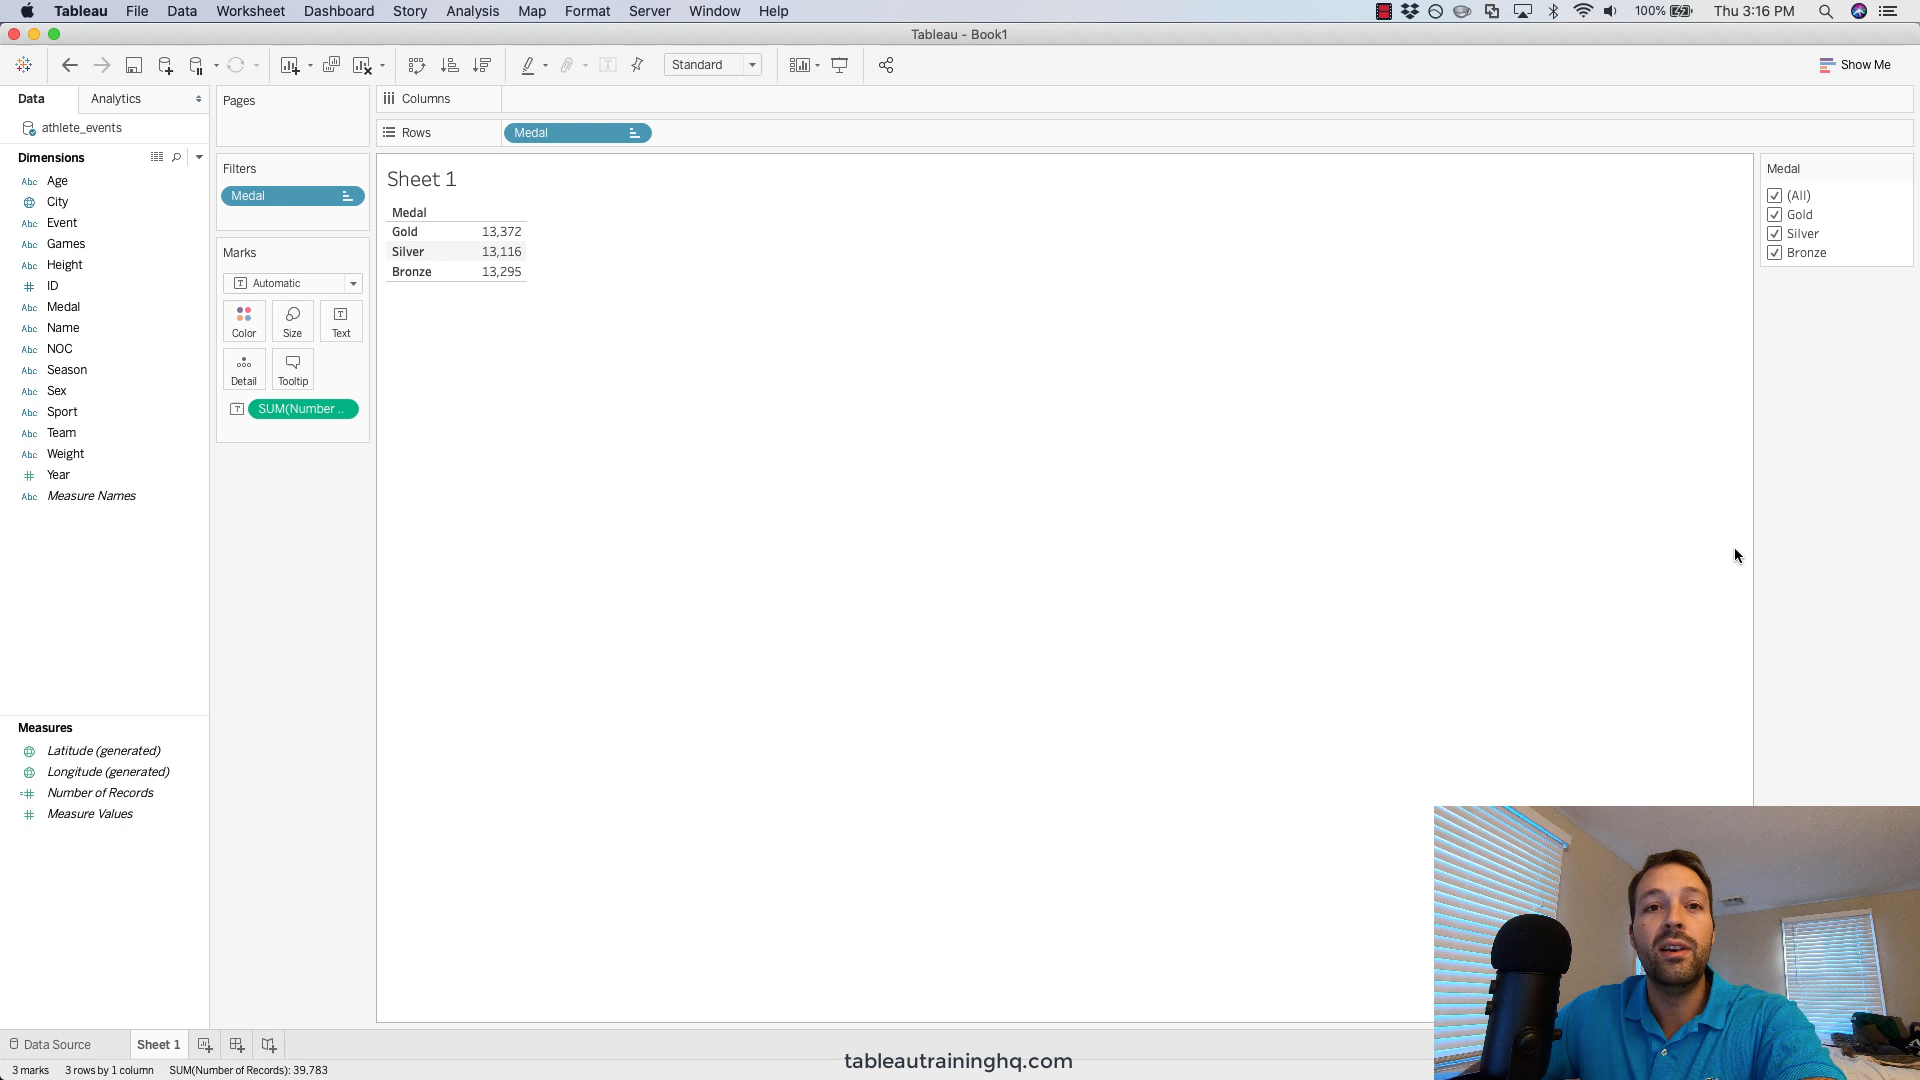 Tableau File Data Worksheet Dashboard Story Analysis Map Format Server Window Help 100% Thu 3:16 PM
Tableau - Book1
Standard Show Me
Data Analytics
athlete_events
Dimensions
Age
City
Event
Games
Height
ID
Medal
Name
NOC
Season
Sex
Sport
Team
Weight
Year
Measure Names
Measures
Latitude (generated)
Longitude (generated)
Number of Records
Measure Values
Pages
Filters
Medal
Marks
Automatic
Color Size Text
Detail Tooltip
SUM(Number ..
Columns
Rows Medal
Sheet 1
Medal
Gold 13,372
Silver 13,116
Bronze 13,295
Medal
(All)
Gold
Silver
Bronze
Data Source Sheet 1
tableautraininghq.com
3 marks 3 rows by 1 column SUM(Number of Records): 39,783